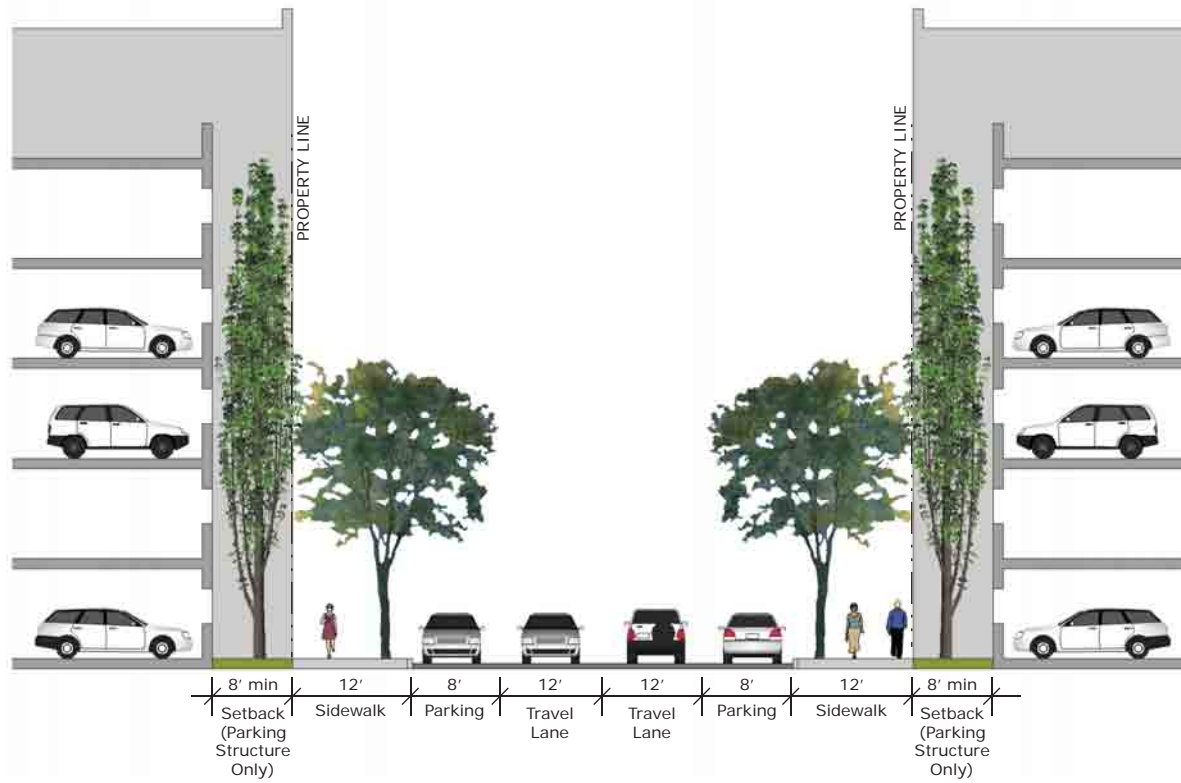 PROPERTY LINE
PROPERTY LINE
8' min
12'
8'
12'
12'
8'
12'
8' min
Setback
(Parking
Structure
Only)
Sidewalk
Parking
Travel
Lane
Travel
Lane
Parking
Sidewalk
Setback
(Parking
Structure
Only)